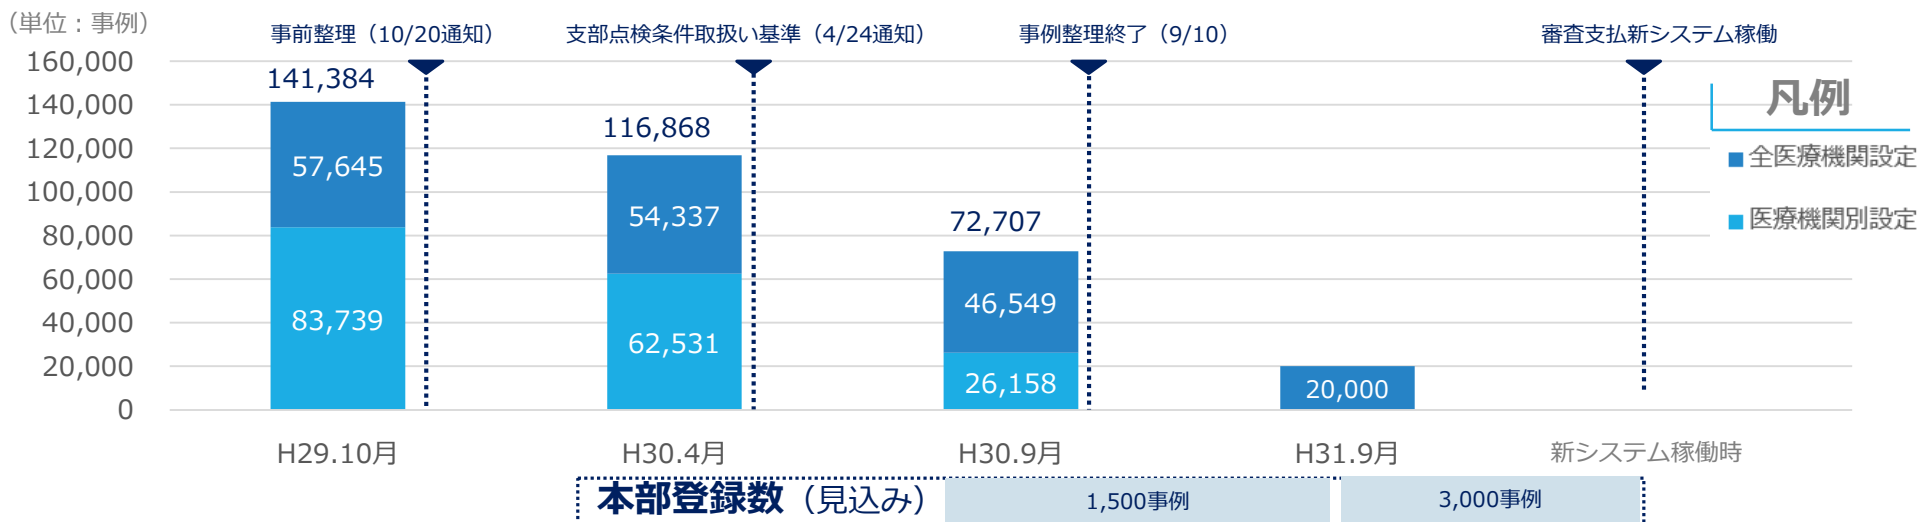 （単位：事例）
事前整理（10/20通知）
支部点検条件取扱い基準（4/24通知）
事例整理終了（9/10）
審査支払新システム稼働
160,000
140,000
120,000
100,000
80,000
60,000
40,000
20,000
0
141,384
57,645
83,739
116,868
54,337
62,531
72,707
46,549
26,158
20,000
凡例
全医療機関設定
医療機関別設定
H29.10月
H30.4月
H30.9月
H31.9月
新システム稼働時
本部登録数（見込み）
1,500事例
3,000事例